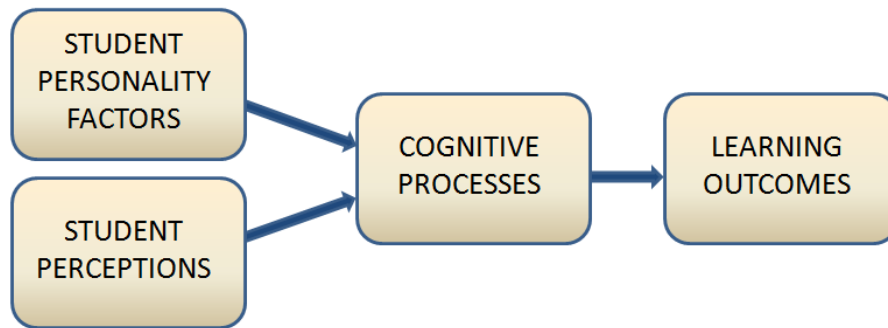 STUDENT
PERSONALITY
FACTORS
STUDENT
PERCEPTIONS
COGNITIVE
PROCESSES
LEARNING
OUTCOMES